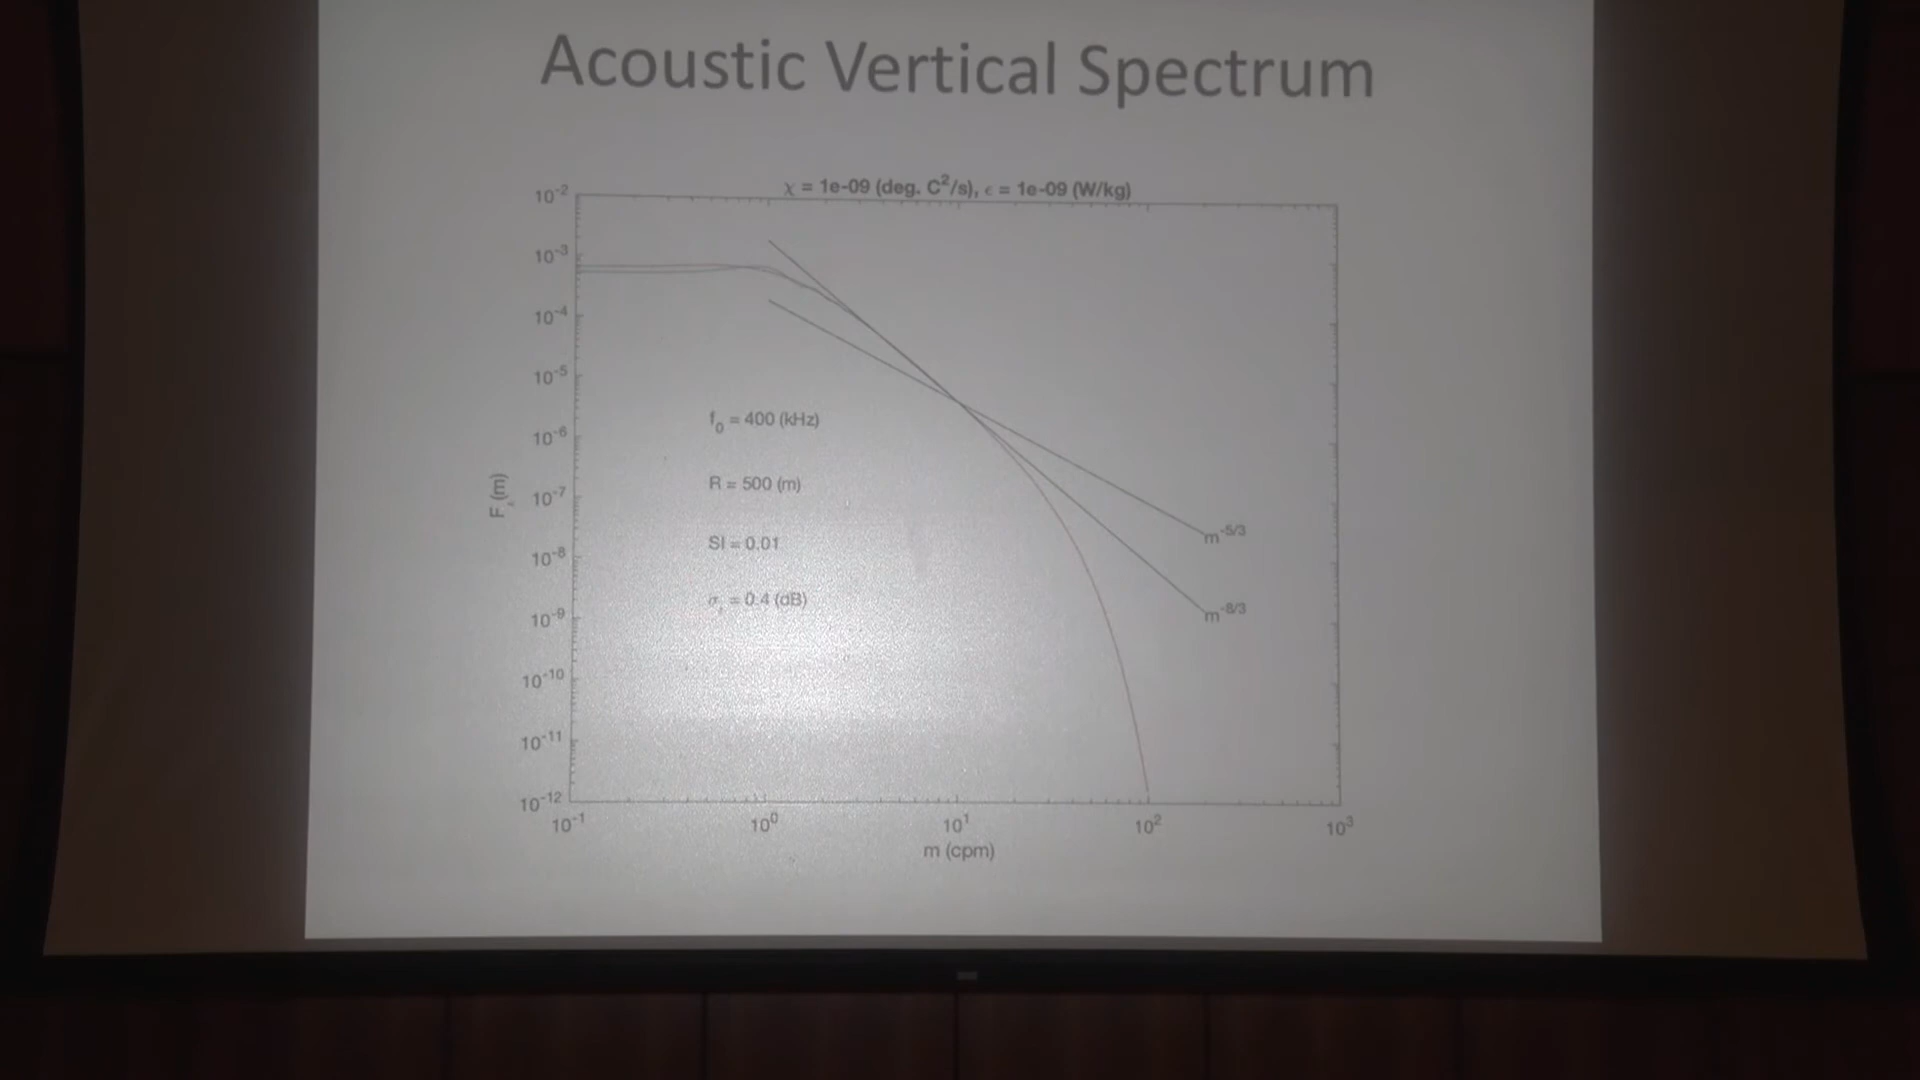 Acoustic Vertical Spectrum
χ = 1e-09 (deg. C²/s), ϵ = 1e-09 (W/kg)
10⁻²
10⁻³
10⁻⁴
10⁻⁵
10⁻⁶
10⁻⁷
10⁻⁸
10⁻⁹
10⁻¹⁰
10⁻¹¹
10⁻¹²
f₀ = 400 (kHz)
R = 500 (m)
SI = 0.01
= 0.4 (dB)
m⁻⁵/³
m⁻⁸/³
10⁻¹ 10⁰ 10¹ 10² 10³
m (cpm)